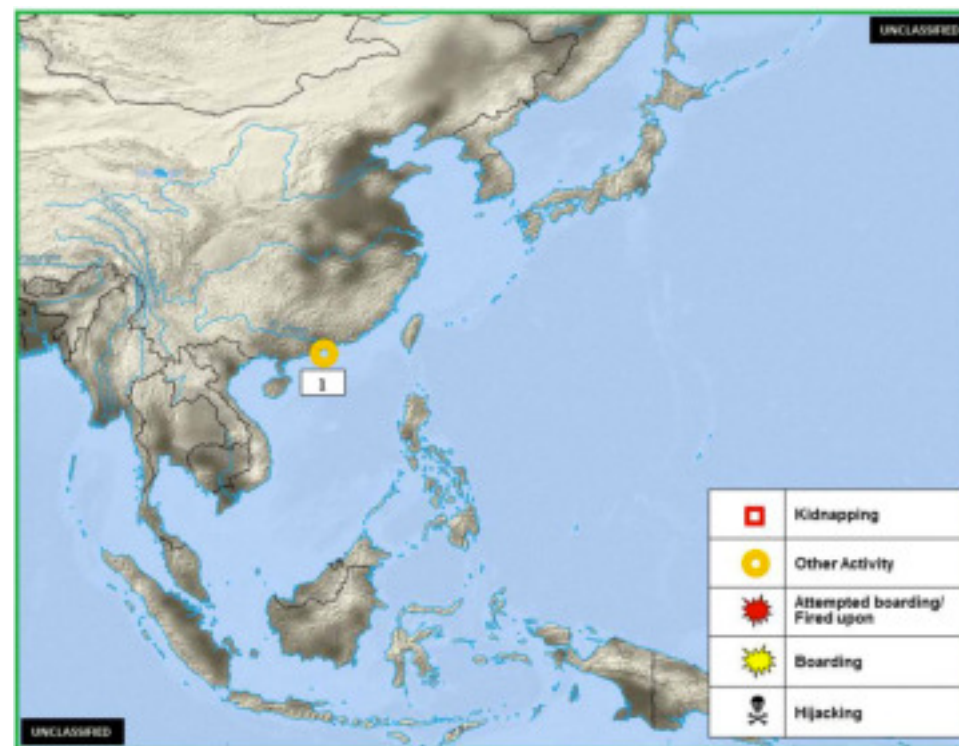 UNCLASSIFIED
1
Kidnapping
Other Activity
Attempted boarding/
Fired upon
Boarding
Hijacking
UNCLASSIFIED